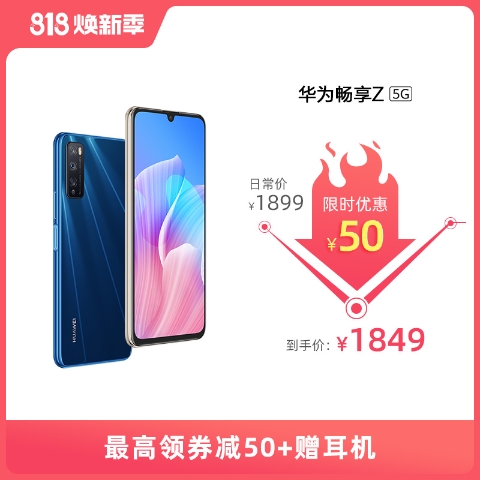 818焕新季
华为畅享Z 5G
日常价
¥1899
限时优惠
¥50
到手价：¥1849
HUAWEI
最高领券减50+赠耳机